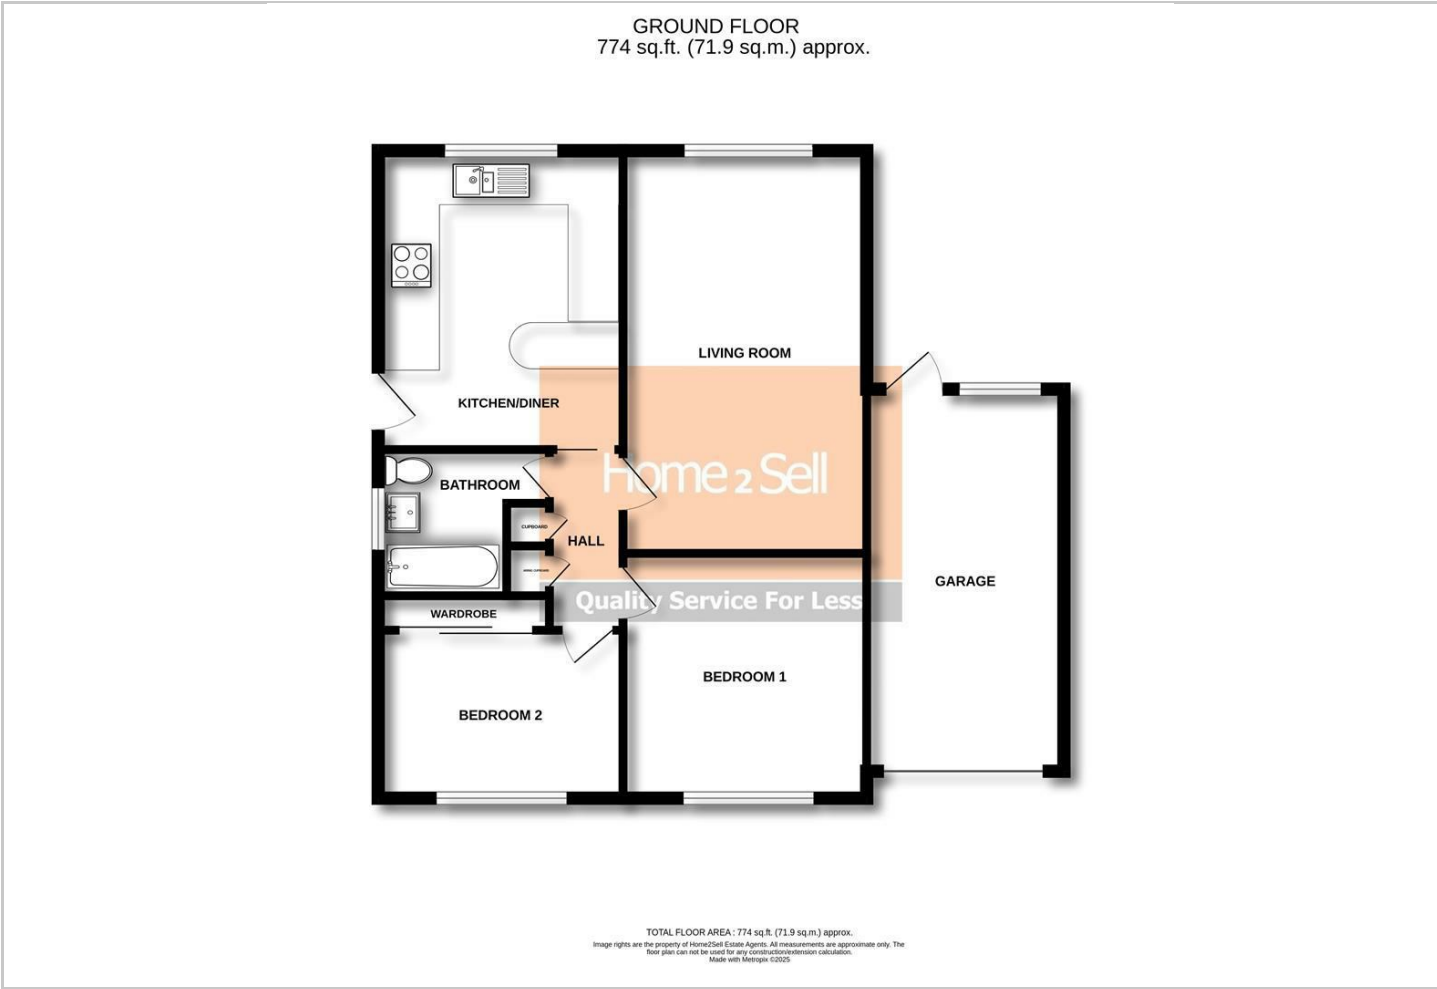 GROUND FLOOR
774 sq.ft. (71.9 sq.m.) approx.
LIVING ROOM
KITCHEN/DINER
Home 2 Sell
BATHROOM
CUPBOARD
HALL
AIRING CUPBOARD
GARAGE
Quality Service For Less
WARDROBE
BEDROOM 1
BEDROOM 2
TOTAL FLOOR AREA : 774 sq.ft. (71.9 sq.m.) approx.
Image rights are the property of Home2Sell Estate Agents. All measurements are approximate only. The
floor plan can not be used for any construction/extension calculation.
Made with Metropix ©2025